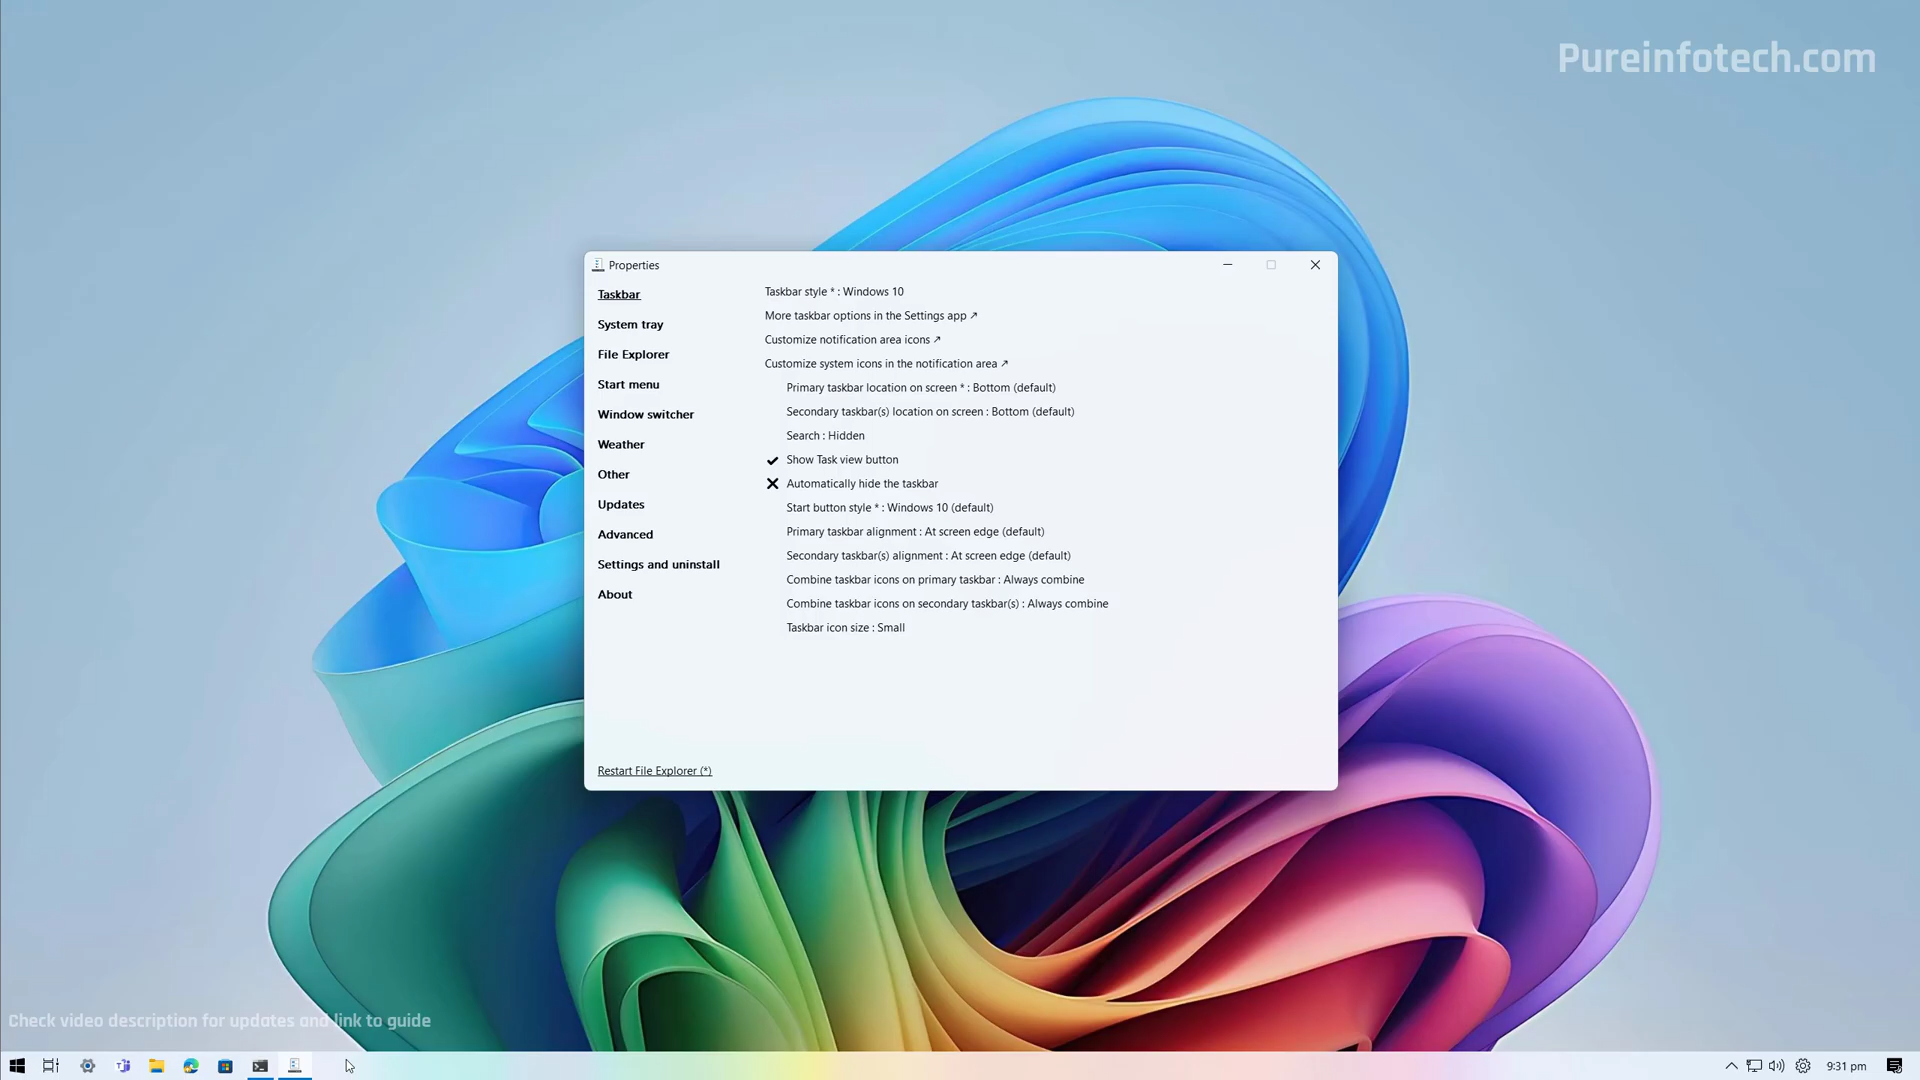 Pureinfotech.com
Properties
Taskbar
System tray
File Explorer
Start menu
Window switcher
Weather
Other
Updates
Advanced
Settings and uninstall
About
Taskbar style * : Windows 10
More taskbar options in the Settings app ↗
Customize notification area icons ↗
Customize system icons in the notification area ↗
Primary taskbar location on screen * : Bottom (default)
Secondary taskbar(s) location on screen : Bottom (default)
Search : Hidden
Show Task view button
Automatically hide the taskbar
Start button style * : Windows 10 (default)
Primary taskbar alignment : At screen edge (default)
Secondary taskbar(s) alignment : At screen edge (default)
Combine taskbar icons on primary taskbar : Always combine
Combine taskbar icons on secondary taskbar(s) : Always combine
Taskbar icon size : Small
Restart File Explorer (*)
Check video description for updates and link to guide
9:31 pm